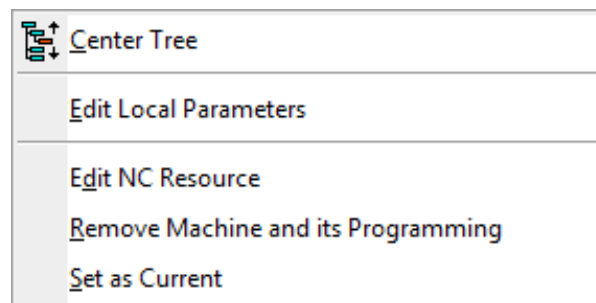 Center Tree
Edit Local Parameters
Edit NC Resource
Remove Machine and its Programming
Set as Current